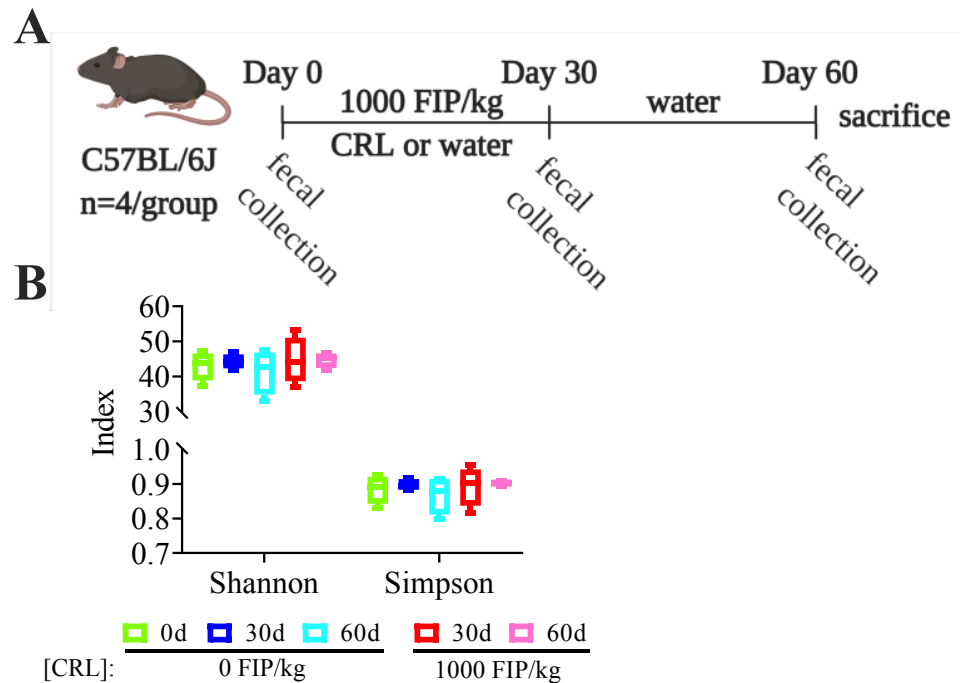 A
Day 0 Day 30 Day 60
1000 FIP/kg water
CRL or water
sacrifice
C57BL/6J
n=4/group
fecal collection
fecal collection
fecal collection
B
Index
60
50
40
30
1.0
0.9
0.8
0.7
Shannon Simpson
0d 30d 60d 30d 60d
[CRL]: 0 FIP/kg 1000 FIP/kg